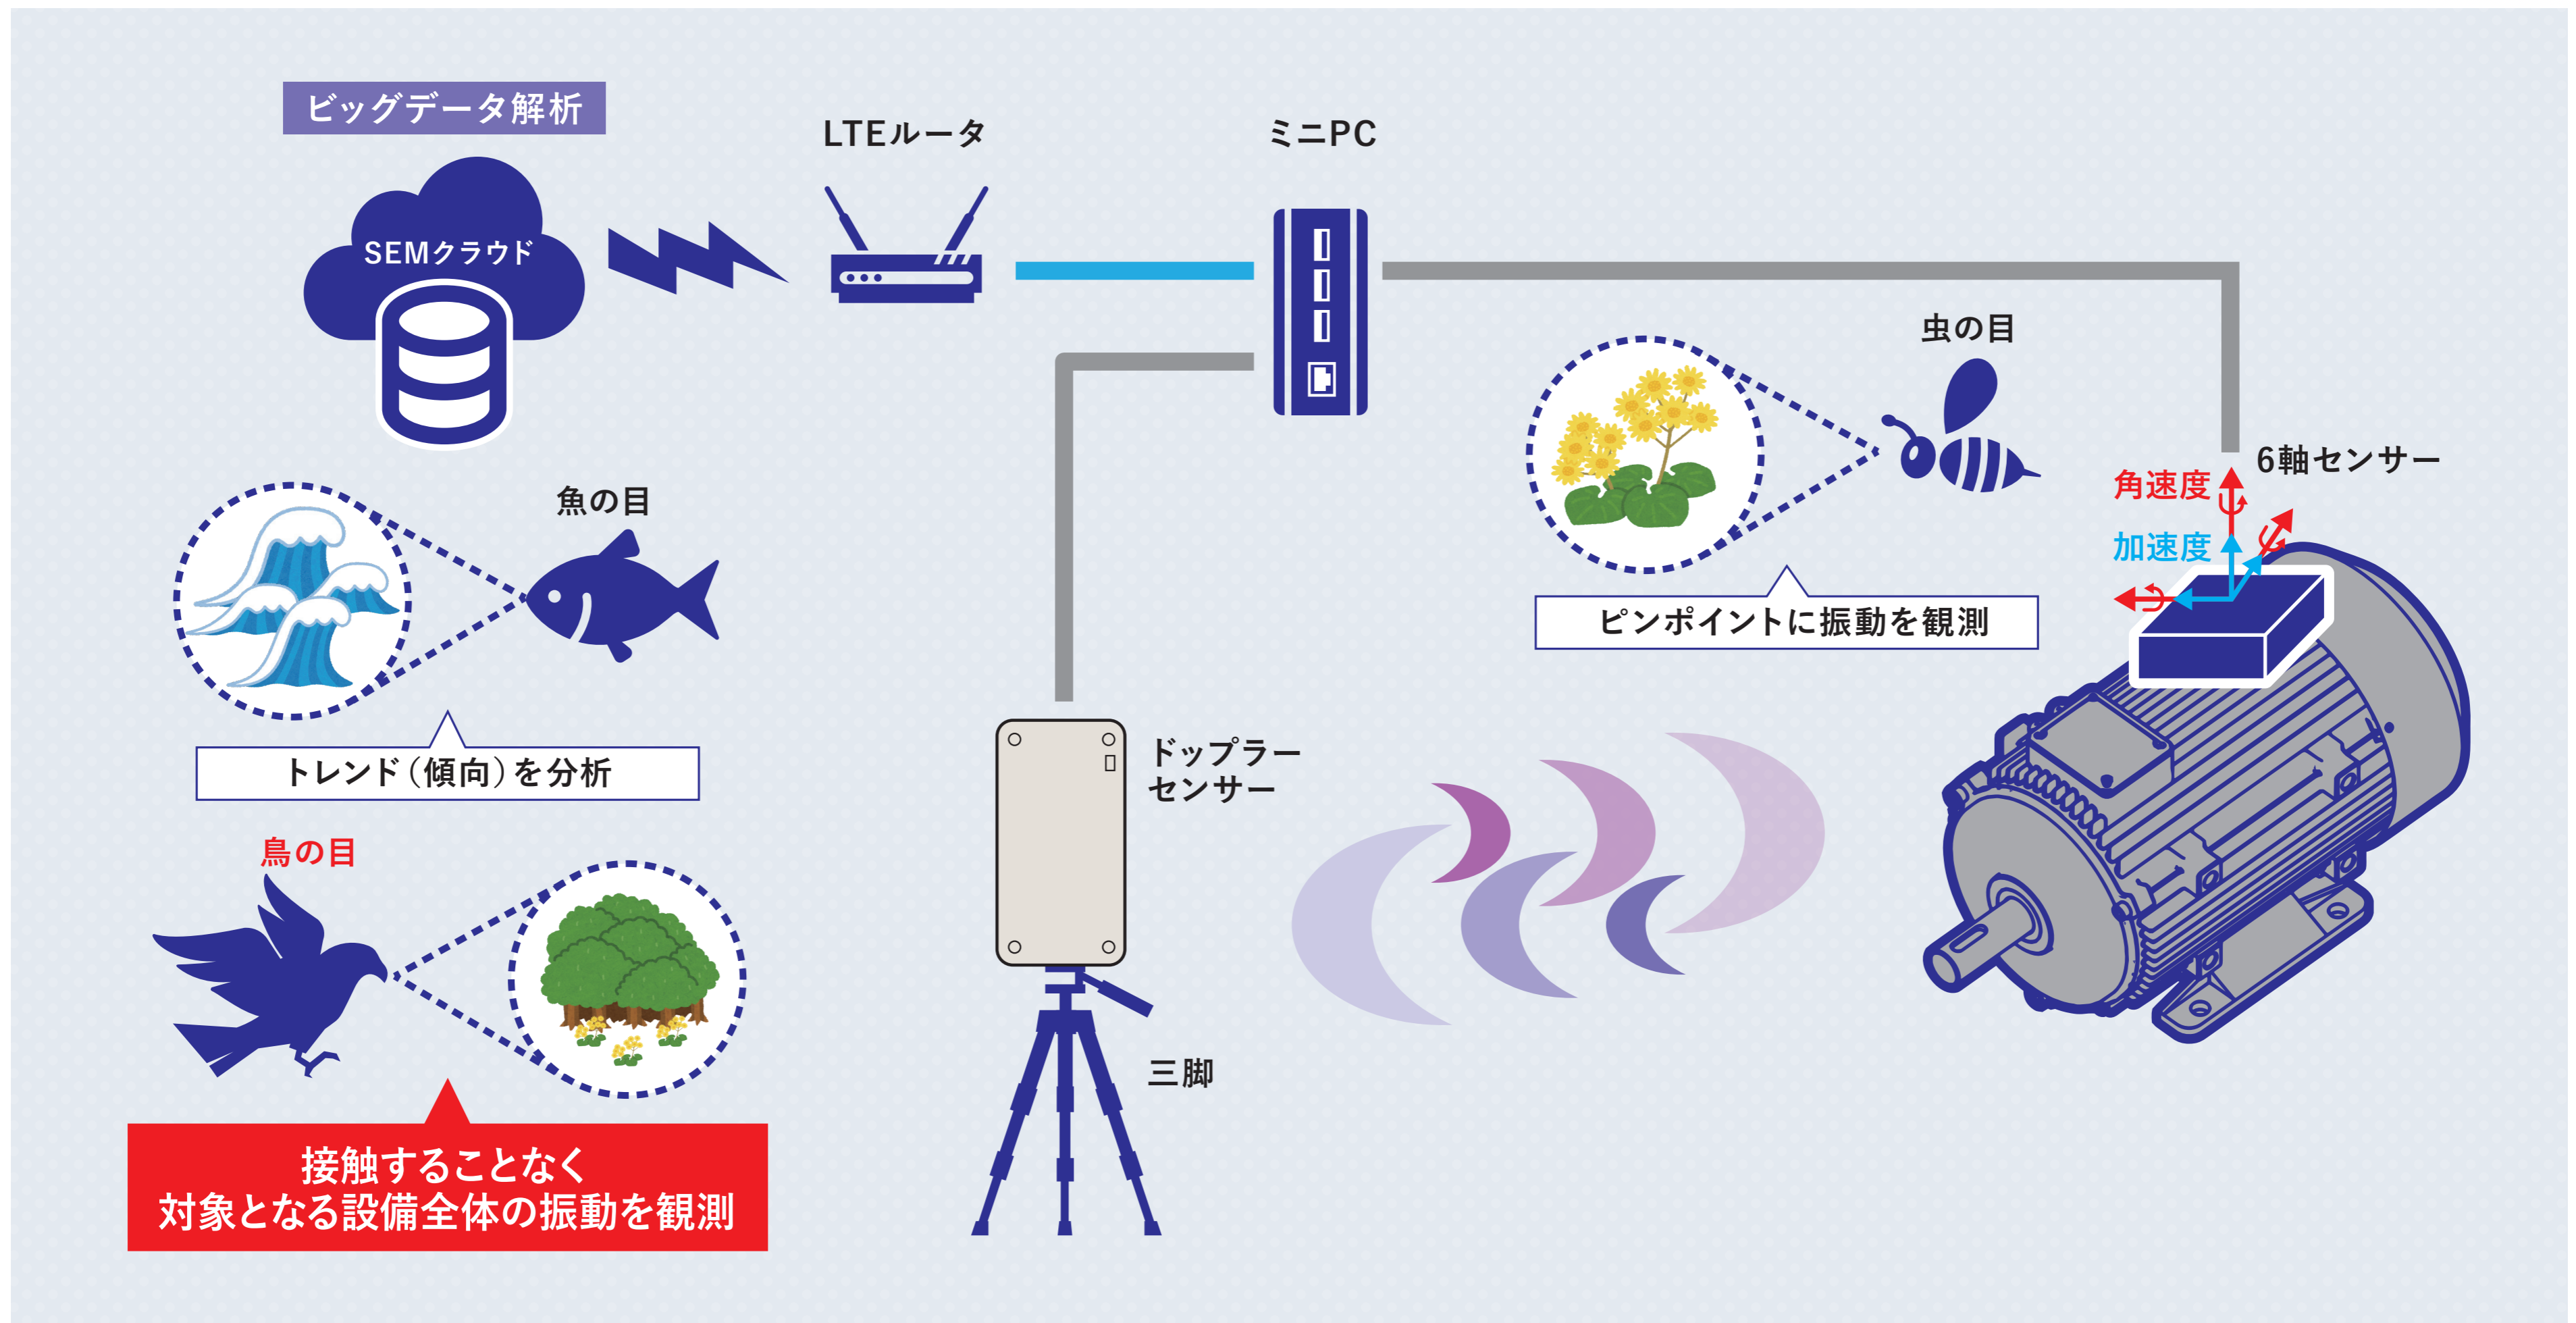 ビッグデータ解析
SEMクラウド
LTEルータ
ミニPC
虫の目
6軸センサー
角速度
加速度
ピンポイントに振動を観測
魚の目
トレンド（傾向）を分析
ドップラー
センサー
鳥の目
三脚
接触することなく
対象となる設備全体の振動を観測